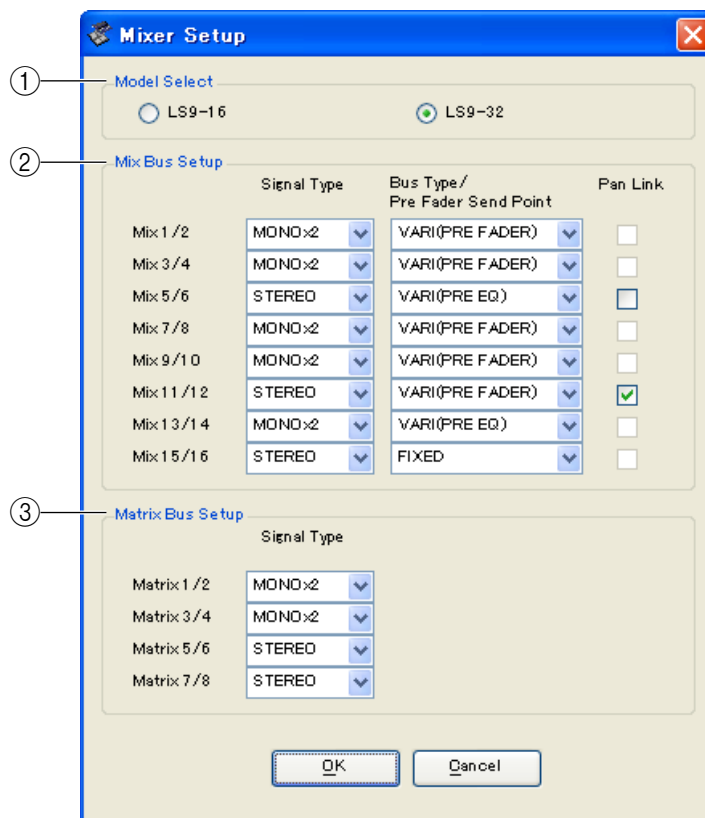 Mixer Setup
① Model Select
LS9-16 LS9-32
② Mix Bus Setup
Signal Type Bus Type/ Pan Link
Pre Fader Send Point
Mix 1/2 MONOx2 VARI(PRE FADER)
Mix 3/4 MONOx2 VARI(PRE FADER)
Mix 5/6 STEREO VARI(PRE EQ)
Mix 7/8 MONOx2 VARI(PRE FADER)
Mix 9/10 MONOx2 VARI(PRE FADER)
Mix 11/12 STEREO VARI(PRE FADER)
Mix 13/14 MONOx2 VARI(PRE EQ)
Mix 15/16 STEREO FIXED
③ Matrix Bus Setup
Signal Type
Matrix 1/2 MONOx2
Matrix 3/4 MONOx2
Matrix 5/6 STEREO
Matrix 7/8 STEREO
OK Cancel